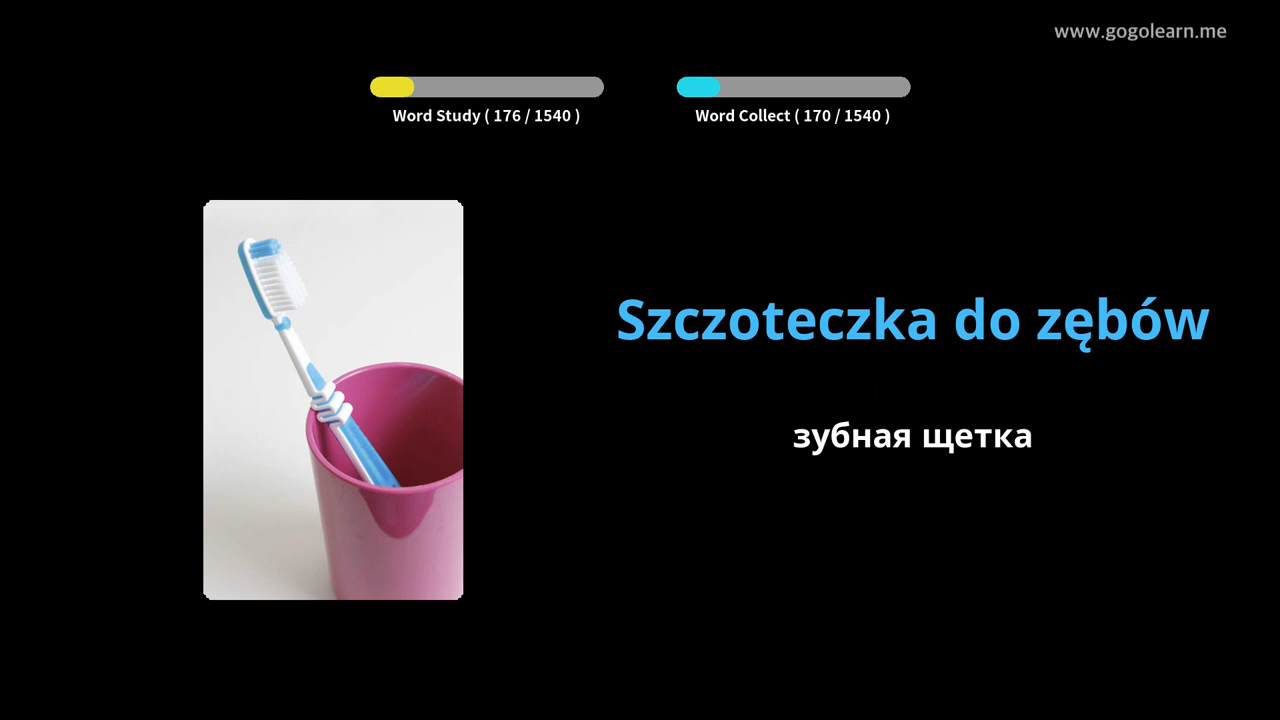 www.gogolearn.me
Word Study ( 176 / 1540 )
Word Collect ( 170 / 1540 )
Szczoteczka do zębów
зубная щетка